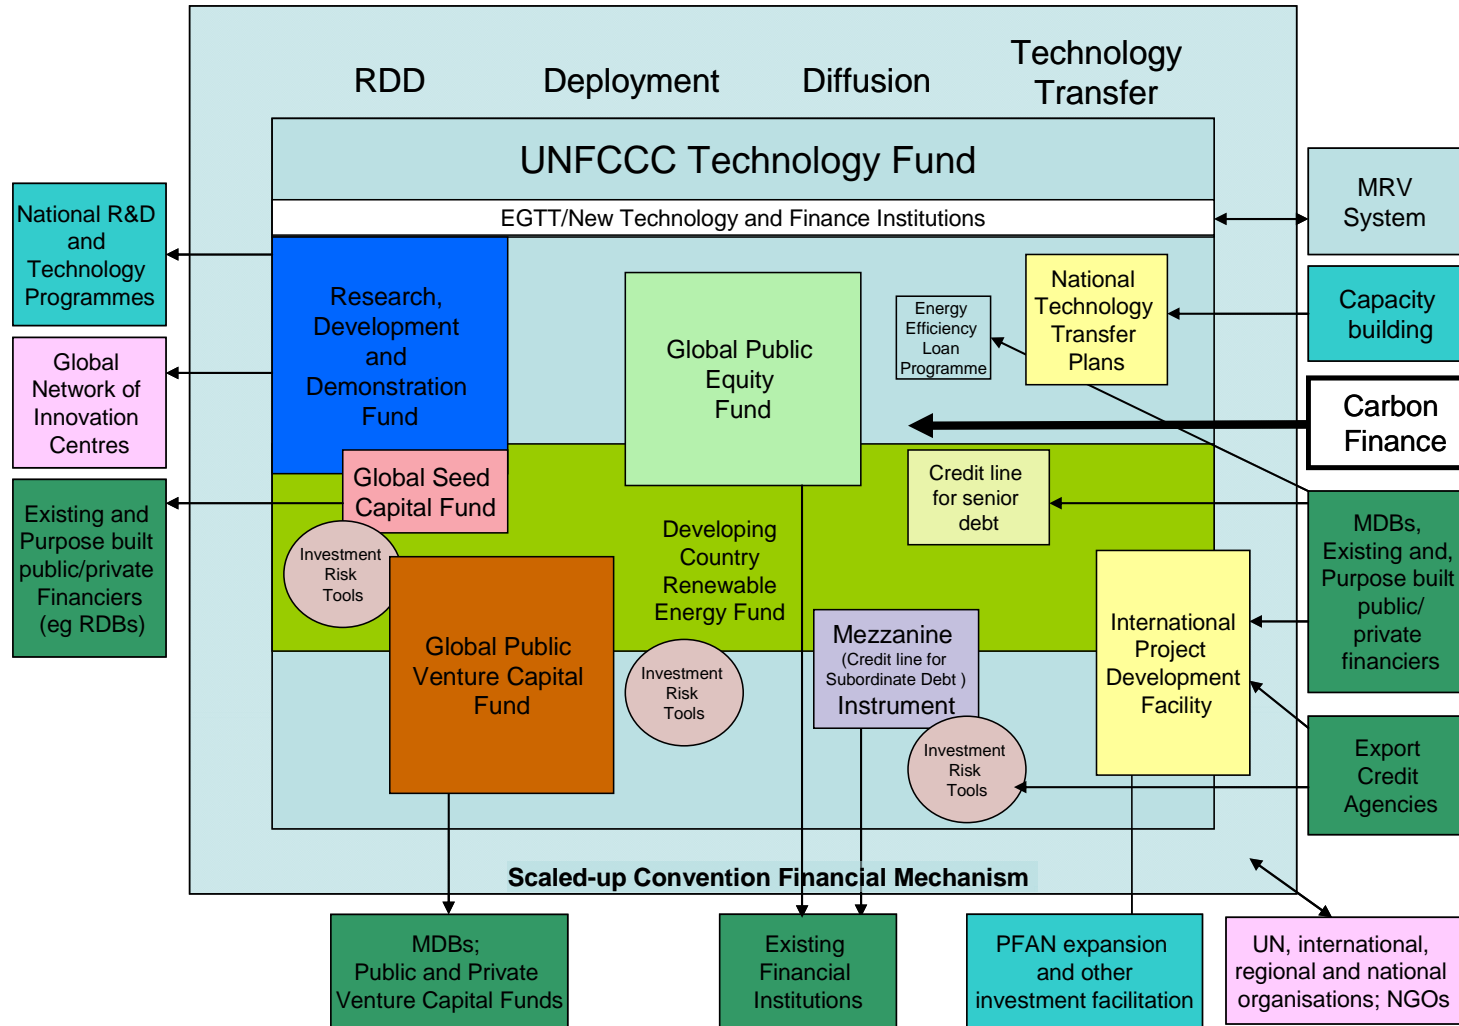 RDD
Deployment
Diffusion
Technology
Transfer
UNFCCC Technology Fund
EGTT/New Technology and Finance Institutions
National R&D
and
Technology
Programmes
Global
Network of
Innovation
Centres
Existing and
Purpose built
public/private
Financiers
(eg RDBs)
Research,
Development
and
Demonstration
Fund
Global Seed
Capital Fund
Investment
Risk
Tools
Global Public
Venture Capital
Fund
Global Public
Equity
Fund
Developing
Country
Renewable
Energy Fund
Investment
Risk
Tools
Energy
Efficiency
Loan
Programme
National
Technology
Transfer
Plans
Credit line
for senior
debt
Mezzanine
(Credit line for
Subordinate Debt )
Instrument
Investment
Risk
Tools
International
Project
Development
Facility
MRV
System
Capacity
building
Carbon
Finance
MDBs,
Existing and,
Purpose built
public/
private
financiers
Export
Credit
Agencies
Scaled-up Convention Financial Mechanism
MDBs;
Public and Private
Venture Capital Funds
Existing
Financial
Institutions
PFAN expansion
and other
investment facilitation
UN, international,
regional and national
organisations; NGOs